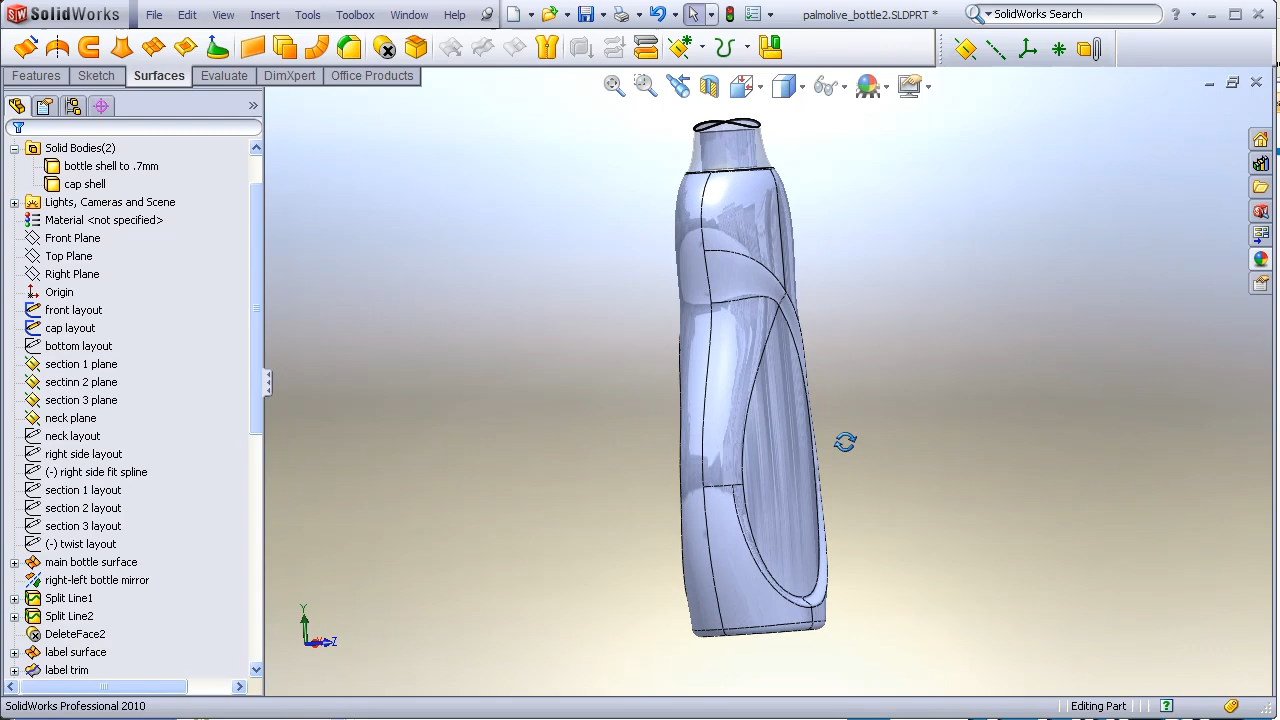 SolidWorks File Edit View Insert Tools Toolbox Window Help palmolive_bottle2.SLDPRT * SolidWorks Search
Features Sketch Surfaces Evaluate DimXpert Office Products
Solid Bodies(2)
bottle shell to .7mm
cap shell
Lights, Cameras and Scene
Material <not specified>
Front Plane
Top Plane
Right Plane
Origin
front layout
cap layout
bottom layout
section 1 plane
section 2 plane
section 3 plane
neck plane
neck layout
right side layout
(-) right side fit spline
section 1 layout
section 2 layout
section 3 layout
(-) twist layout
main bottle surface
right-left bottle mirror
Split Line1
Split Line2
DeleteFace2
label surface
label trim
Y
Z
SolidWorks Professional 2010 Editing Part